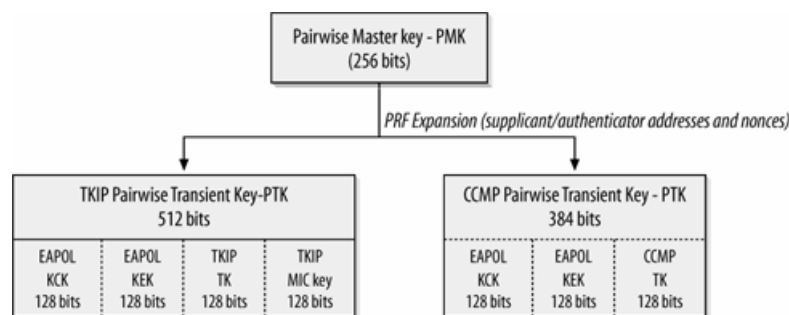 Pairwise Master key - PMK
(256 bits)
PRF Expansion (supplicant/authenticator addresses and nonces)
TKIP Pairwise Transient Key-PTK
512 bits
EAPOL
KCK
128 bits
EAPOL
KEK
128 bits
TKIP
TK
128 bits
TKIP
MIC key
128 bits
CCMP Pairwise Transient Key - PTK
384 bits
EAPOL
KCK
128 bits
EAPOL
KEK
128 bits
CCMP
TK
128 bits